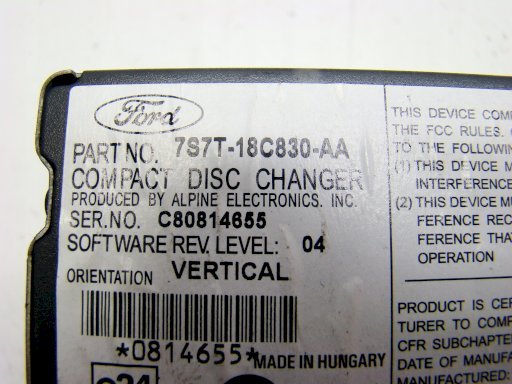 Ford
PART NO. 7S7T-18C830-AA
COMPACT DISC CHANGER
PRODUCED BY ALPINE ELECTRONICS. INC.
SER.NO. C80814655
SOFTWARE REV. LEVEL: 04
ORIENTATION VERTICAL
*0814655*
MADE IN HUNGARY
THIS DEVICE COM
THE FCC RULES.
TO THE FOLLOWIN
(1) THIS DEVICE M
INTERFERENCE
(2) THIS DEVICE MU
FERENCE REC
FERENCE THA
OPERATION
PRODUCT IS CER
TURER TO COMP
CFR SUBCHAPTE
DATE OF MANUFA
MANUFACTURED: